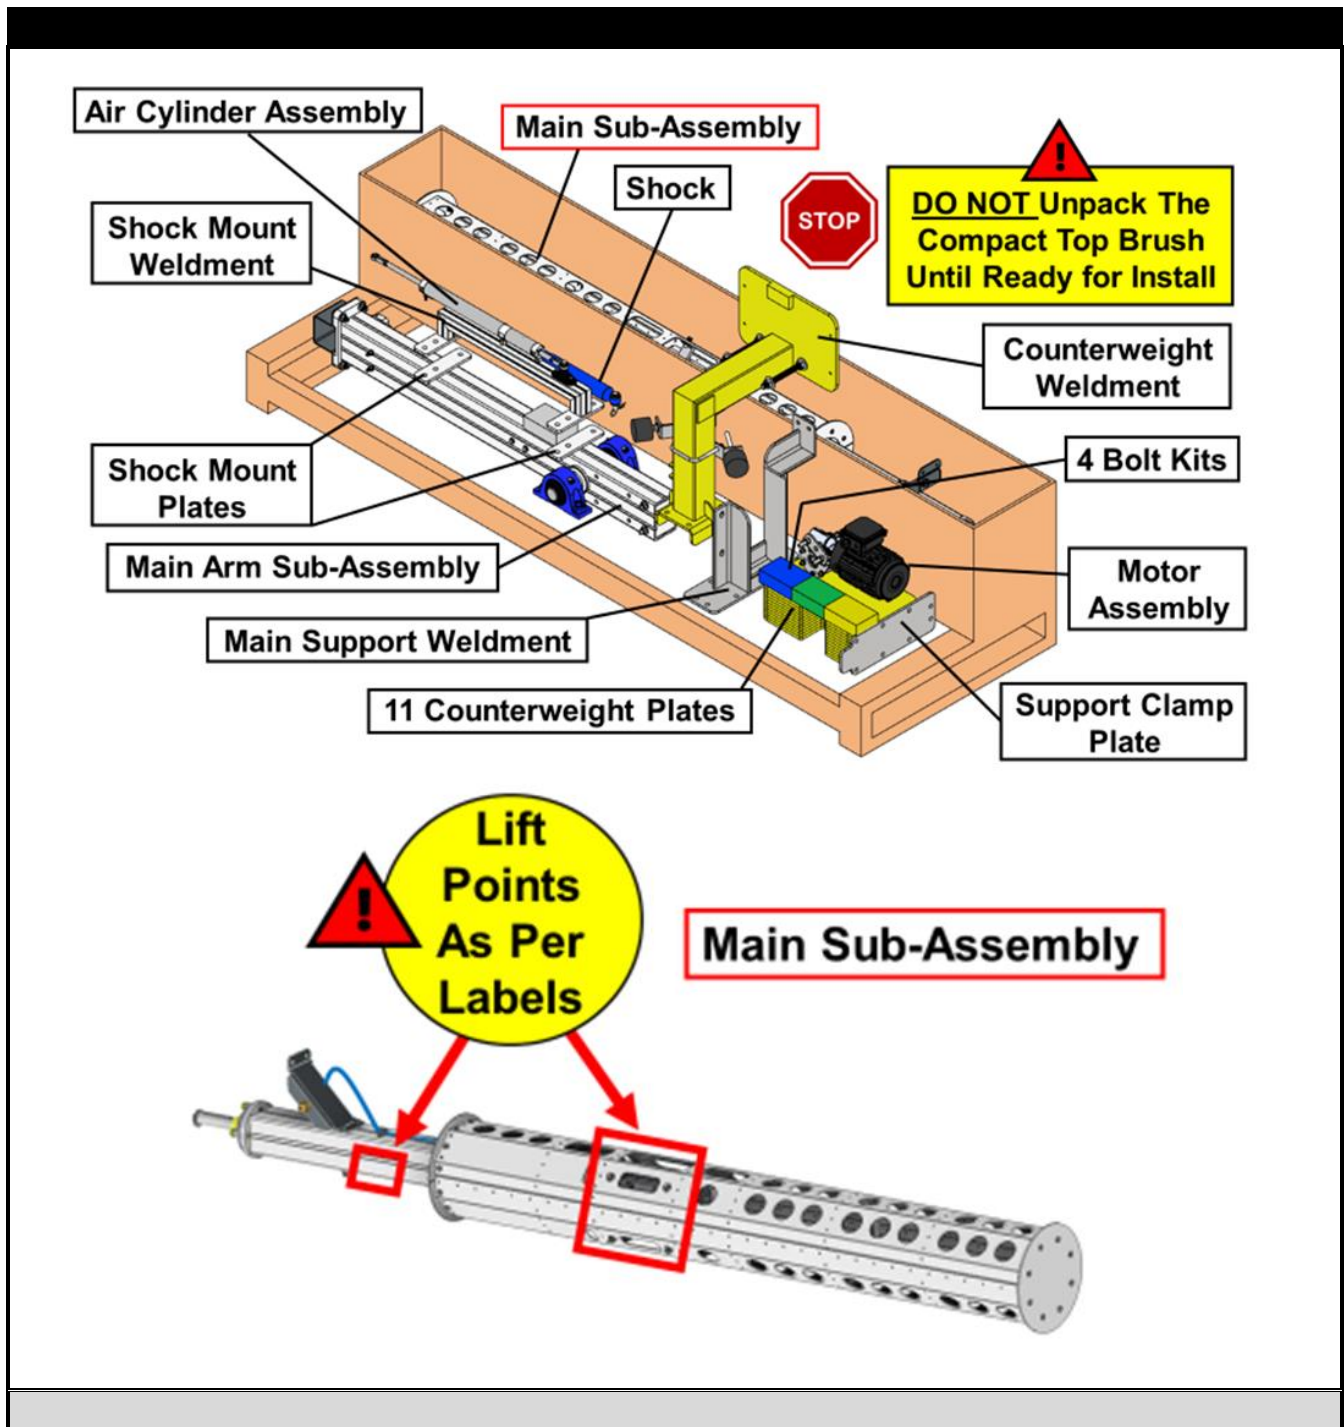 Air Cylinder Assembly
Main Sub-Assembly
Shock
Shock Mount
Weldment
STOP
!
DO NOT Unpack The
Compact Top Brush
Until Ready for Install
Counterweight
Weldment
4 Bolt Kits
Shock Mount
Plates
Main Arm Sub-Assembly
Motor
Assembly
Main Support Weldment
11 Counterweight Plates
Support Clamp
Plate
!
Lift
Points
As Per
Labels
Main Sub-Assembly